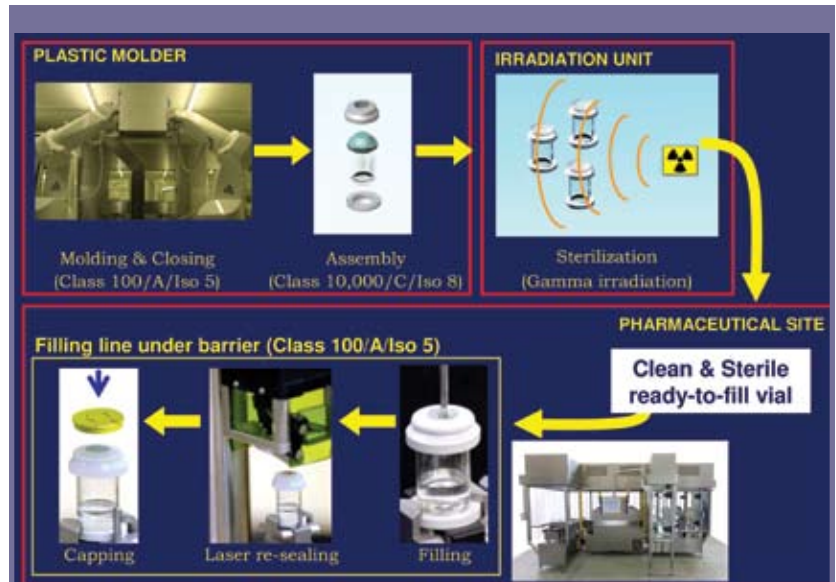 PLASTIC MOLDER
Molding & Closing
(Class 100/A/Iso 5)
Assembly
(Class 10,000/C/Iso 8)
IRRADIATION UNIT
Sterilization
(Gamma irradiation)
PHARMACEUTICAL SITE
Clean & Sterile
ready-to-fill vial
Filling line under barrier (Class 100/A/Iso 5)
Filling
Laser re-sealing
Capping